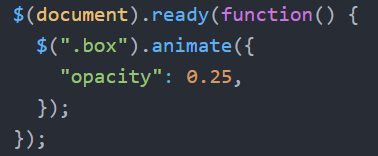 $(document).ready(function() {
  $(".box").animate({
    "opacity": 0.25,
  });
});